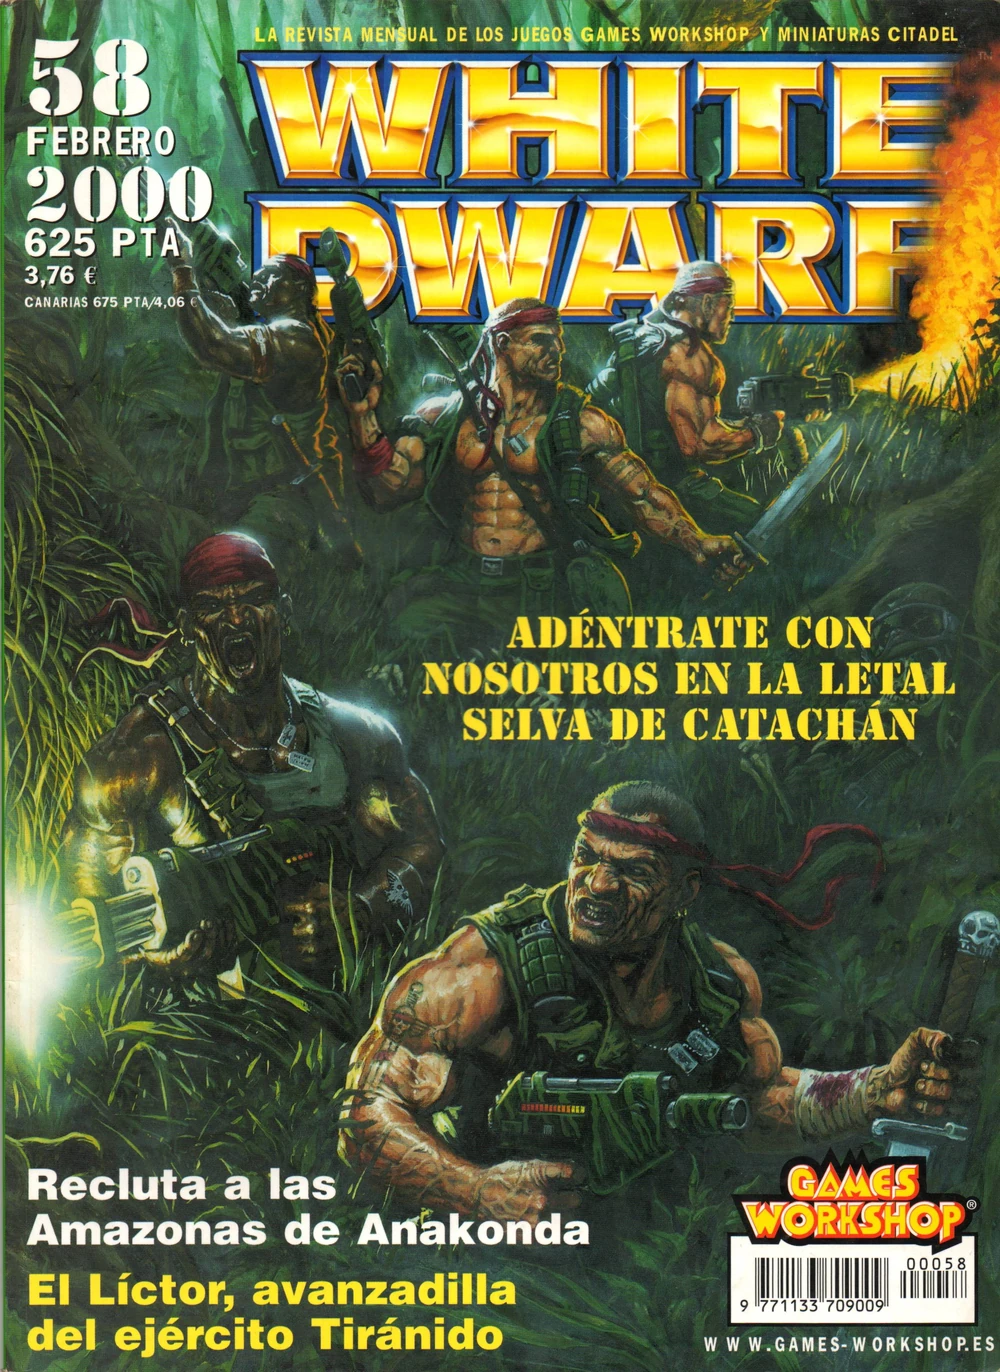 LA REVISTA MENSUAL DE LOS JUEGOS GAMES WORKSHOP Y MINIATURAS CITADEL
WHITE
DWARF
58
FEBRERO
2000
625 PTA
3,76 €
CANARIAS 675 PTA/4,06 €
ADÉNTRATE CON
NOSOTROS EN LA LETAL
SELVA DE CATACHÁN
Recluta a las
Amazonas de Anakonda
El Líctor, avanzadilla
del ejército Tiránido
GAMES
WORKSHOP®
00058
9 771133 709009
WWW.GAMES-WORKSHOP.ES